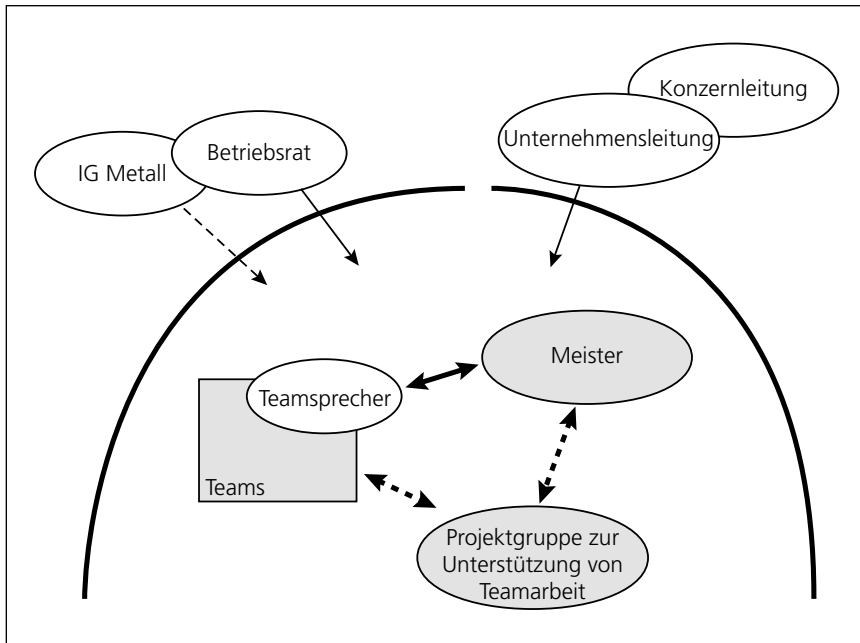 Konzernleitung
Unternehmensleitung
Betriebsrat
IG Metall
Meister
Teamsprecher
Teams
Projektgruppe zur
Unterstützung von
Teamarbeit